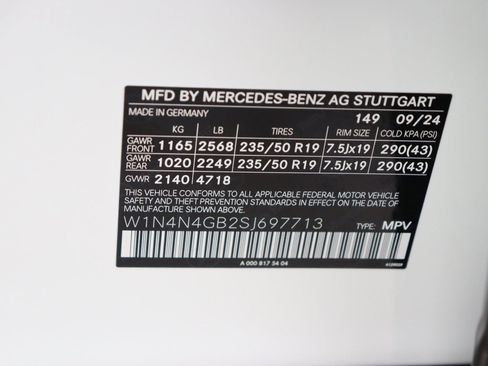 MFD BY MERCEDES-BENZ AG STUTTGART
MADE IN GERMANY 149 09/24
KG LB TIRES RIM SIZE COLD KPA (PSI)
GAWR FRONT 1165 2568 235/50 R19 7.5Jx19 290(43)
GAWR REAR 1020 2249 235/50 R19 7.5Jx19 290(43)
GVWR 2140 4718
THIS VEHICLE CONFORMS TO ALL APPLICABLE FEDERAL MOTOR VEHICLE
SAFETY AND THEFT PREVENTION STANDARDS IN EFFECT ON THE DATE OF
MANUFACTURE SHOWN ABOVE.
W1N4N4GB2SJ697713 TYPE: MPV
A 000 817 54 04